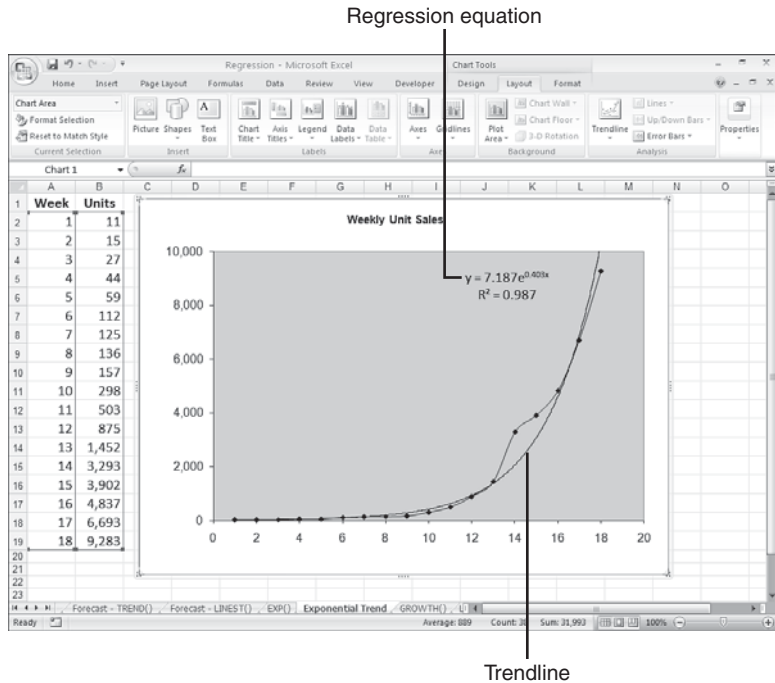 Regression equation
Regression - Microsoft Excel
Chart Tools
Home Insert Page Layout Formulas Data Review View Developer Design Layout Format
Chart Area
Format Selection
Reset to Match Style
Current Selection
Picture Shapes Text Box
Insert
Chart Title Axis Titles Legend Data Labels Data Table
Labels
Axes Gridlines
Axes
Plot Area
Chart Wall
Chart Floor
3-D Rotation
Background
Trendline
Lines
Up/Down Bars
Error Bars
Analysis
Properties
Chart 1
fx
A B C D E F G H I J K L M N O
1 Week Units
2 1 11
3 2 15
4 3 27
5 4 44
6 5 59
7 6 112
8 7 125
9 8 136
10 9 157
11 10 298
12 11 503
13 12 875
14 13 1,452
15 14 3,293
16 15 3,902
17 16 4,837
18 17 6,693
19 18 9,283
20
21
22
23
Weekly Unit Sales
10,000
8,000
6,000
4,000
2,000
0
0 2 4 6 8 10 12 14 16 18 20
y = 7.187e^0.403x
R² = 0.987
Forecast - TREND() Forecast - LINEST() EXP() Exponential Trend GROWTH()
Ready
Average: 889 Sum: 31,993 100%
Trendline